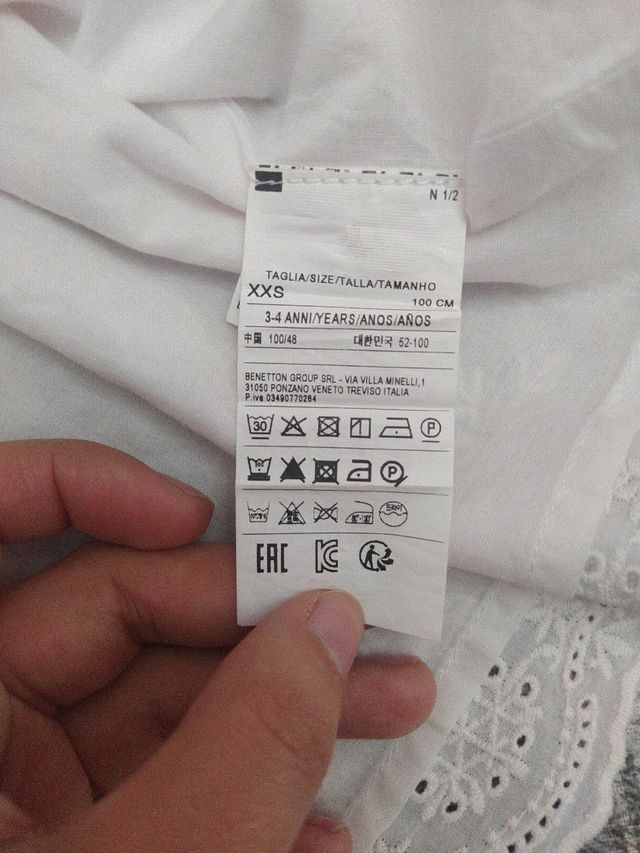 N 1/2
TAGLIA/SIZE/TALLA/TAMANHO
XXS 100 CM
3-4 ANNI/YEARS/ANOS/AÑOS
中国 100/48 대한민국 52-100
BENETTON GROUP SRL - VIA VILLA MINELLI,1
31050 PONZANO VENETO TREVISO ITALIA
P.iva 03490770264
30 P
P
EAC KC